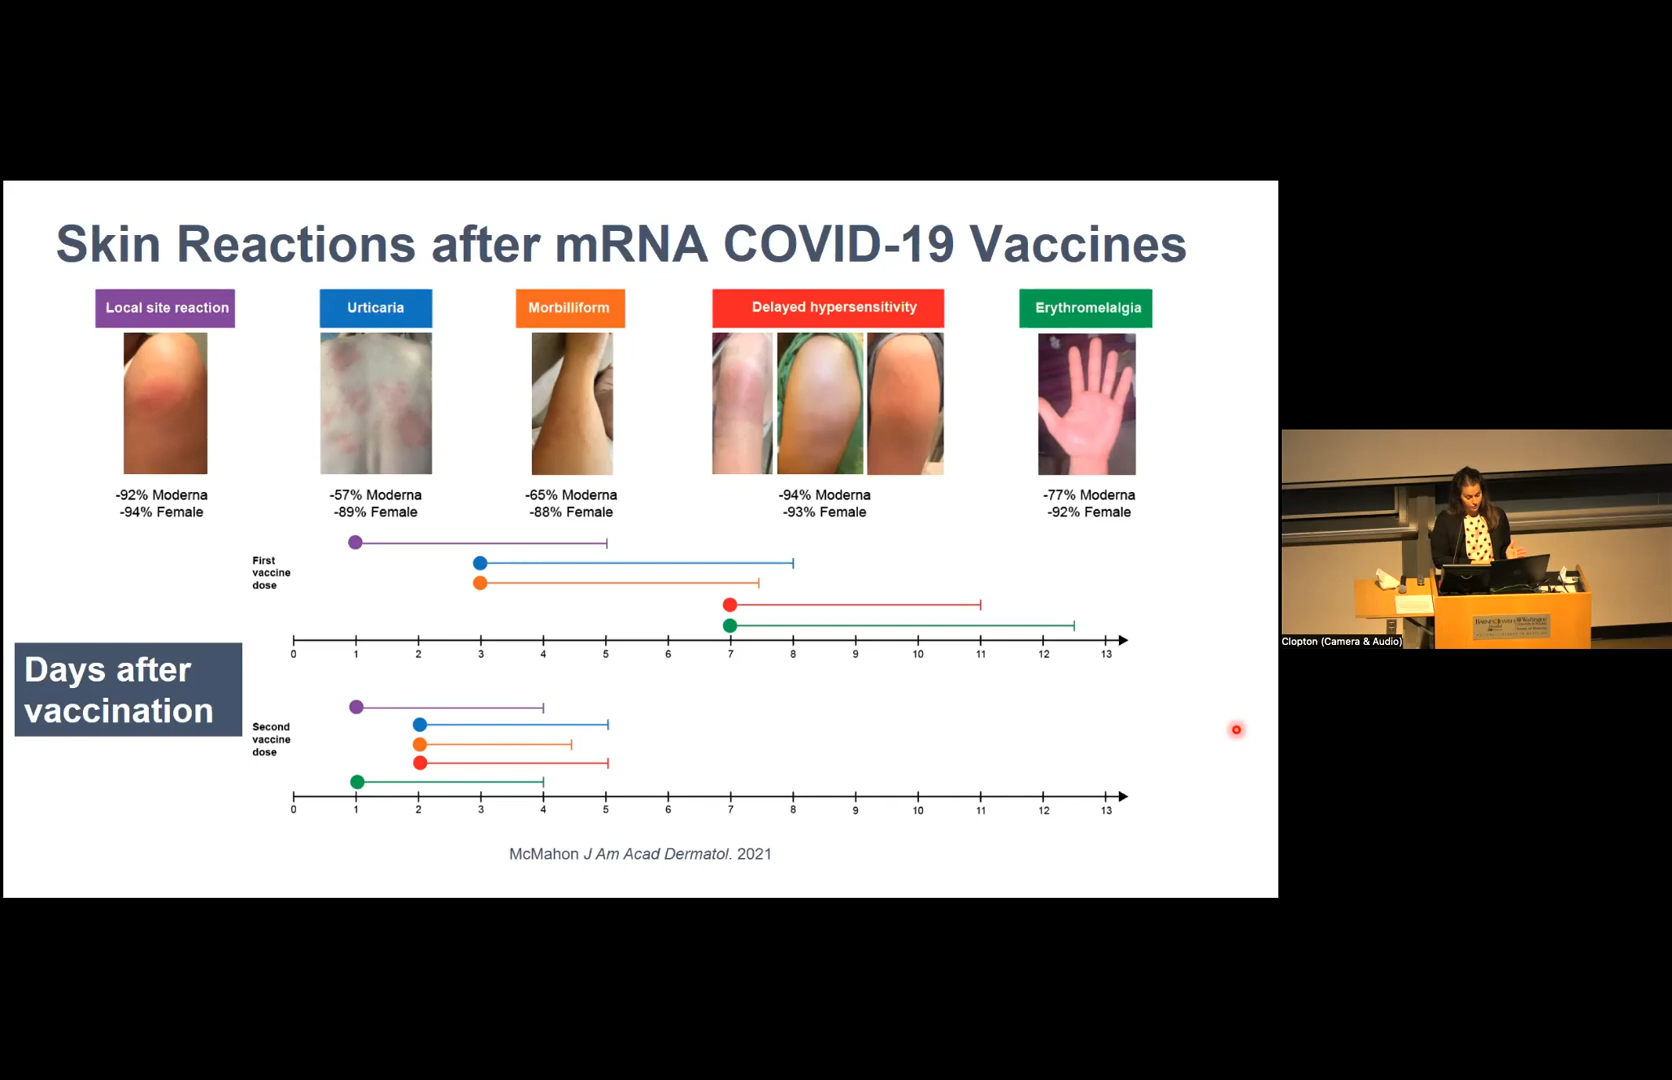 Skin Reactions after mRNA COVID-19 Vaccines
Local site reaction
Urticaria
Morbilliform
Delayed hypersensitivity
Erythromelalgia
-92% Moderna
-94% Female
-57% Moderna
-89% Female
-65% Moderna
-88% Female
-94% Moderna
-93% Female
-77% Moderna
-92% Female
First
vaccine
dose
0 1 2 3 4 5 6 7 8 9 10 11 12 13
Days after
vaccination
Second
vaccine
dose
0 1 2 3 4 5 6 7 8 9 10 11 12 13
McMahon J Am Acad Dermatol. 2021
Clopton (Camera & Audio)